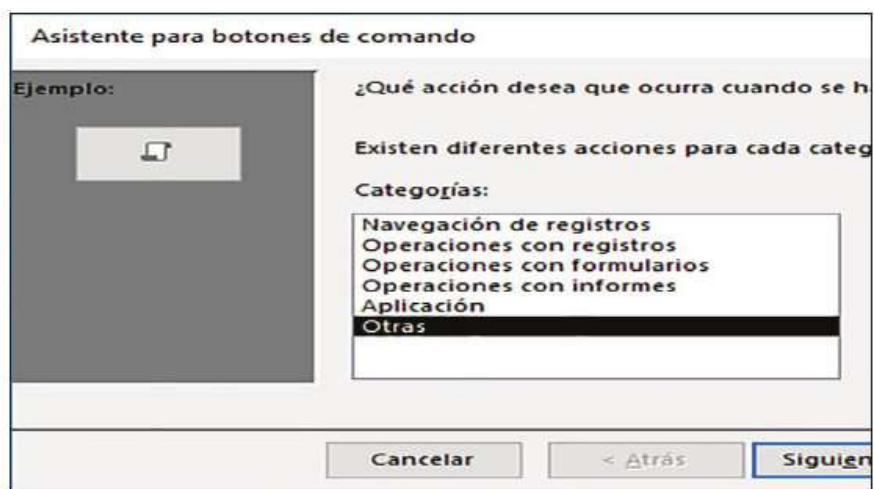 Asistente para botones de comando
Ejemplo:
¿Qué acción desea que ocurra cuando se h
Existen diferentes acciones para cada categ
Categorías:
Navegación de registros
Operaciones con registros
Operaciones con formularios
Operaciones con informes
Aplicación
Otras
Cancelar
< Atrás
Siguien